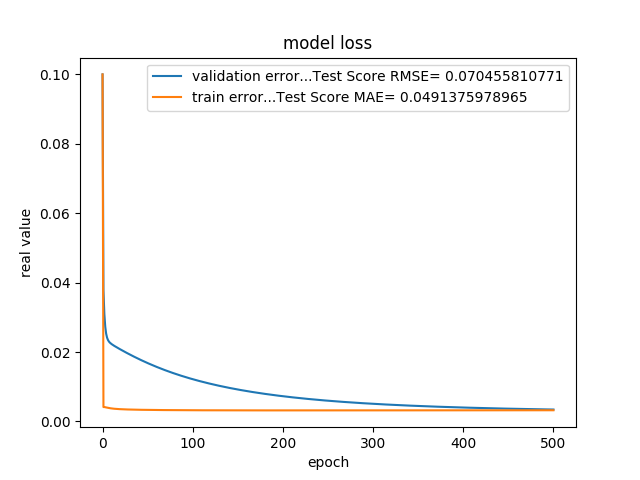 model loss
validation error...Test Score RMSE= 0.070455810771
train error...Test Score MAE= 0.0491375978965
real value
0.10
0.08
0.06
0.04
0.02
0.00
0 100 200 300 400 500
epoch